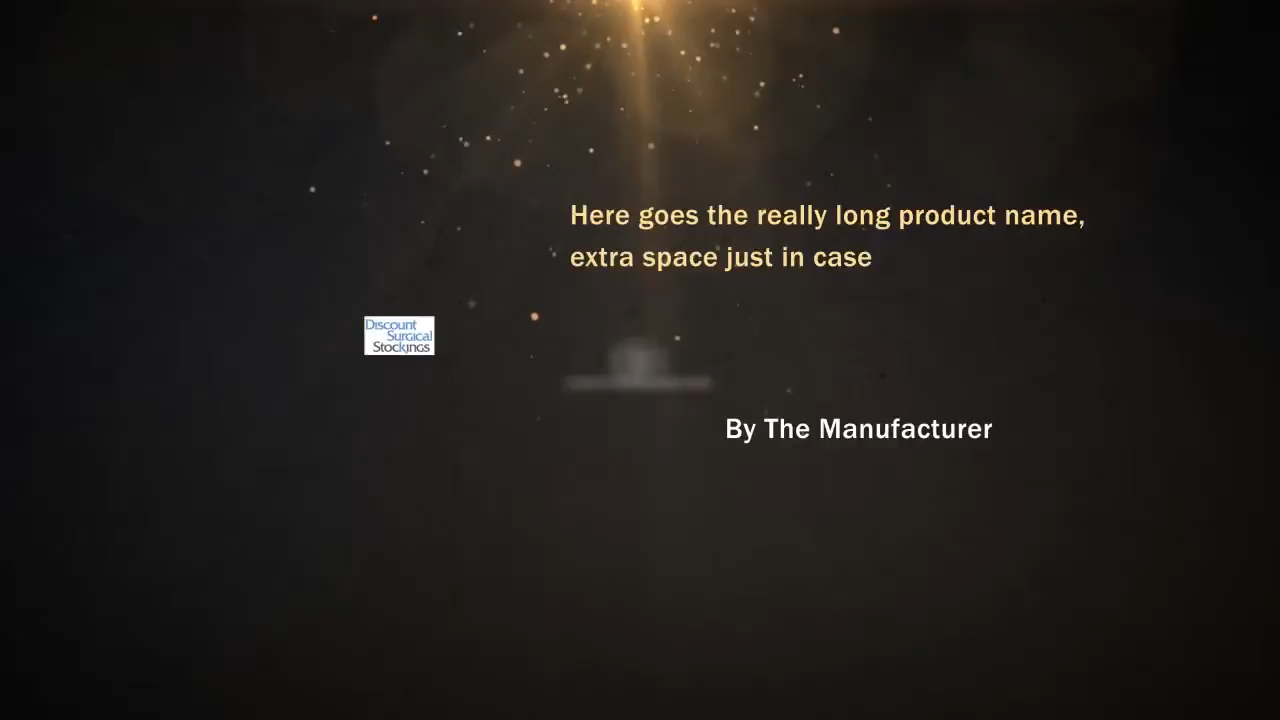 Here goes the really long product name,
extra space just in case
Discount
Surgical
Stockings
By The Manufacturer